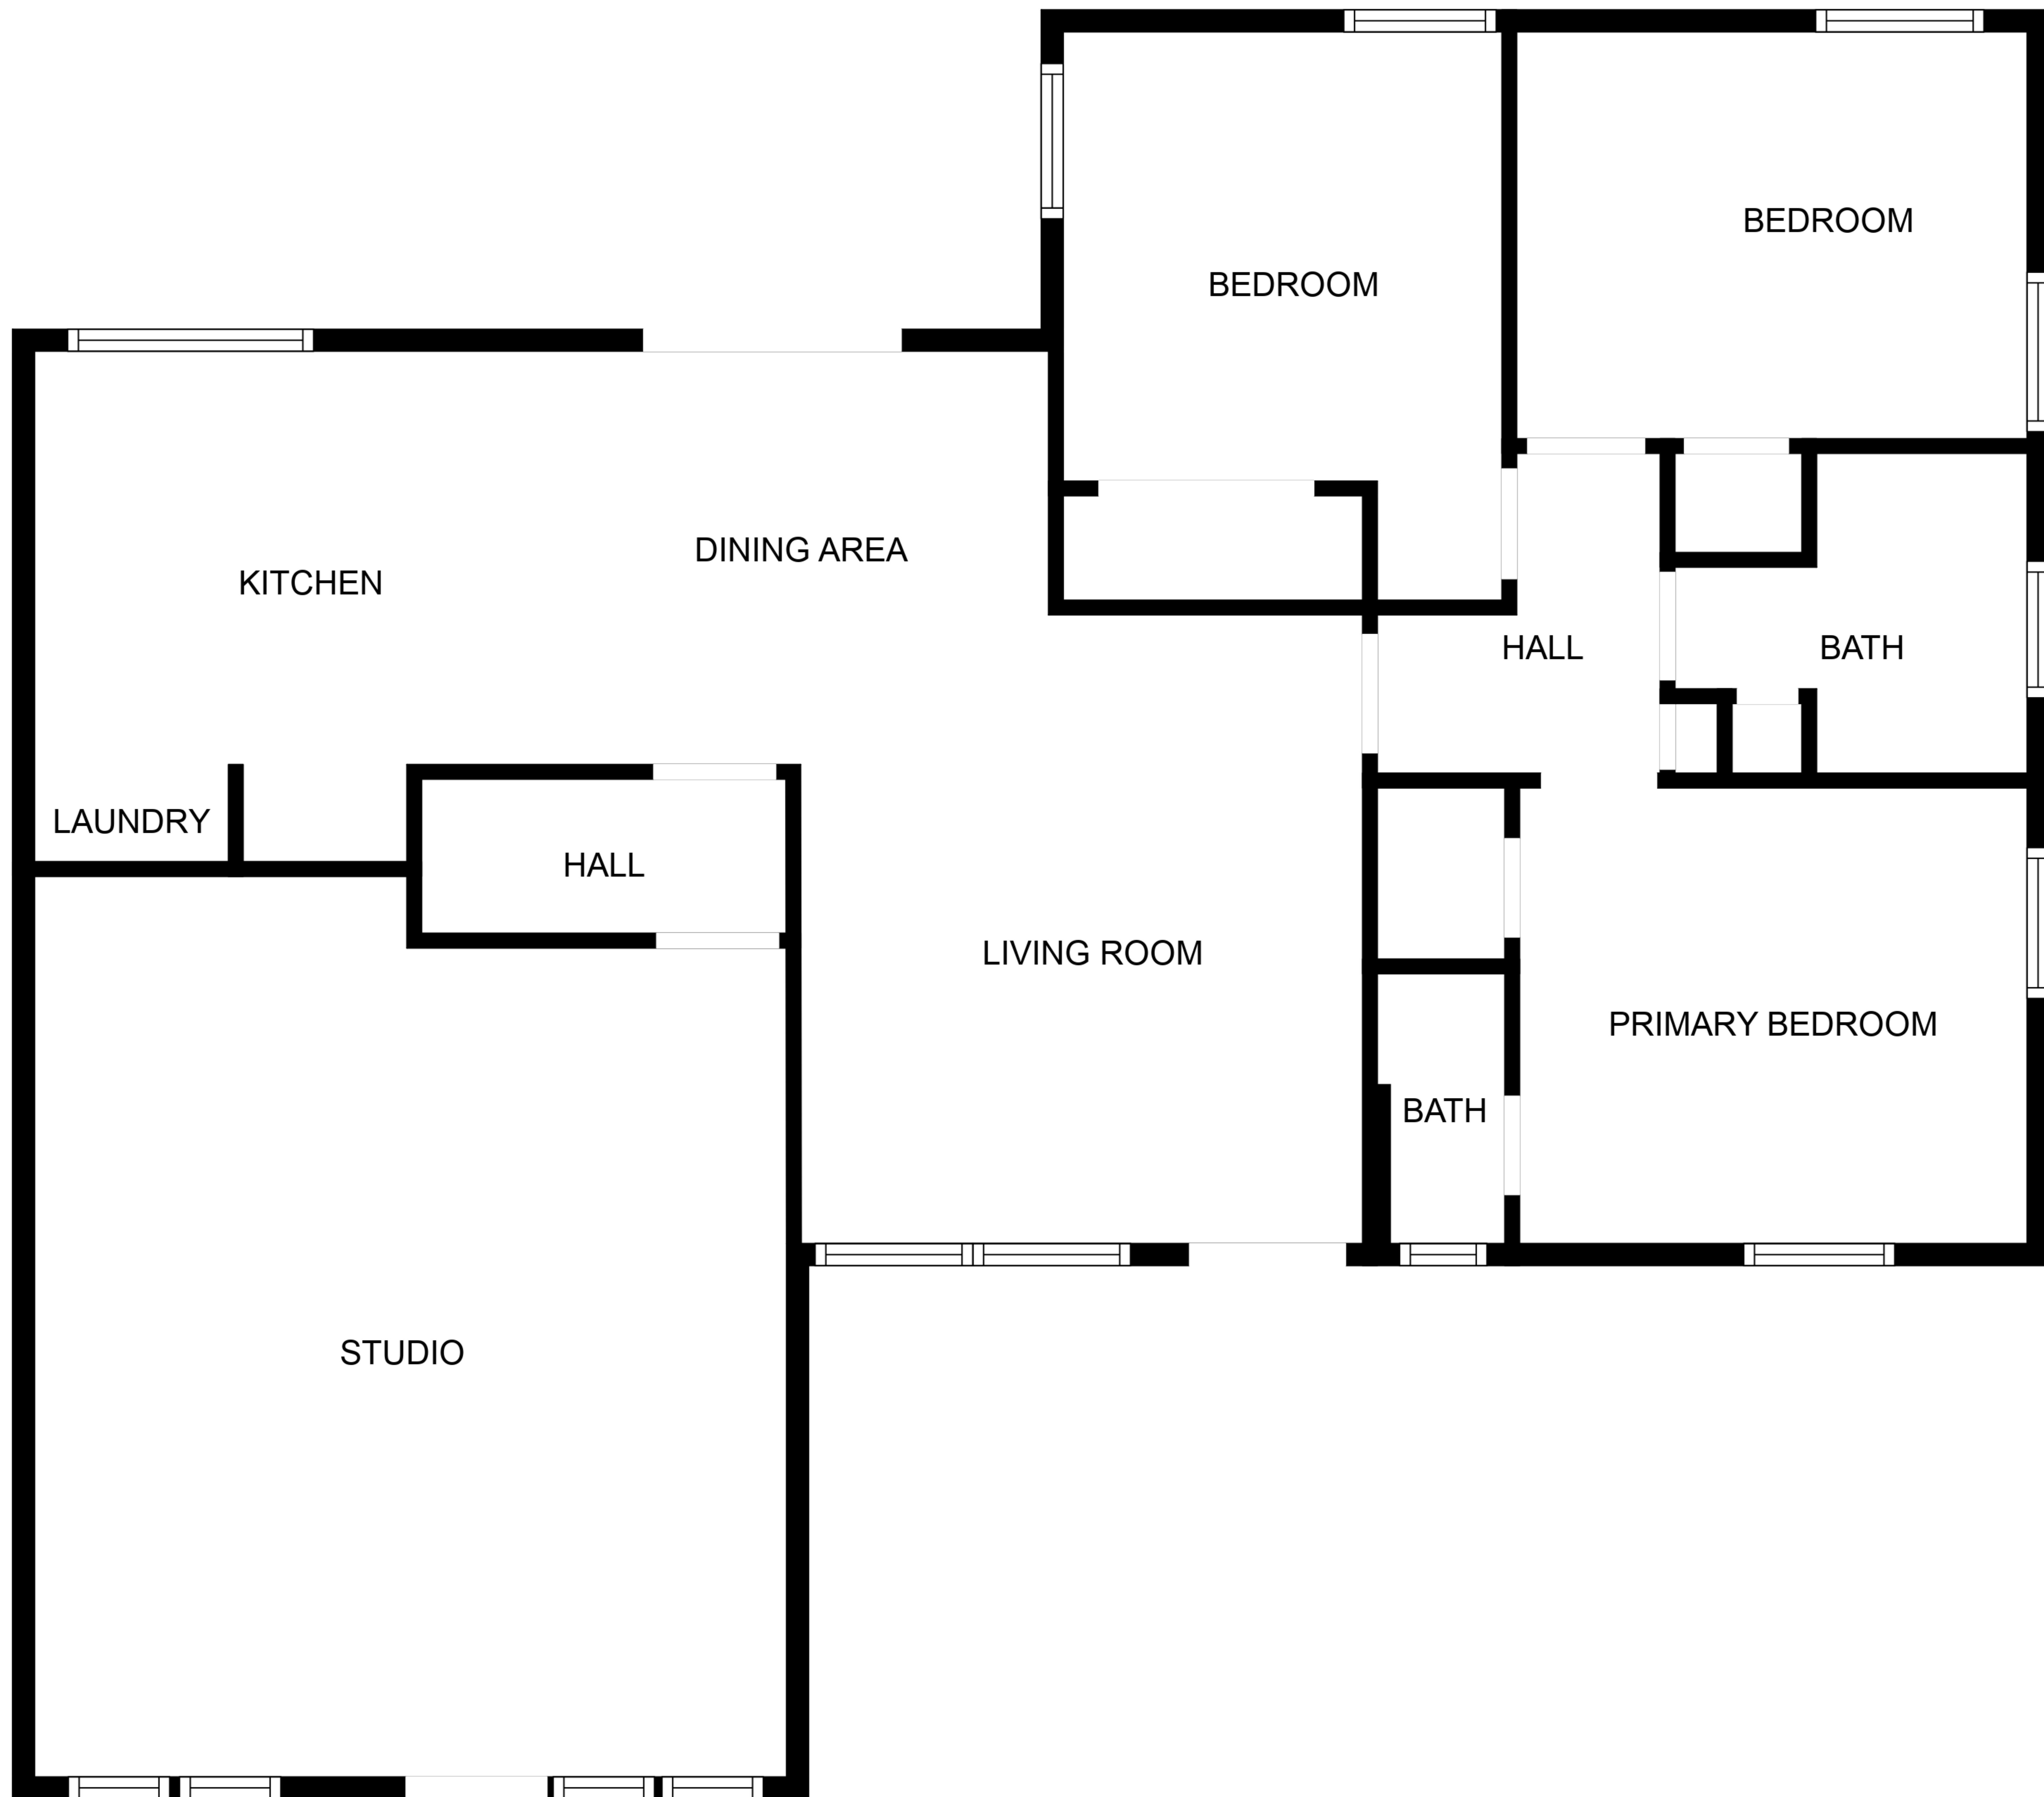 BEDROOM
BEDROOM
DINING AREA
KITCHEN
HALL
BATH
LAUNDRY
HALL
LIVING ROOM
PRIMARY BEDROOM
BATH
STUDIO